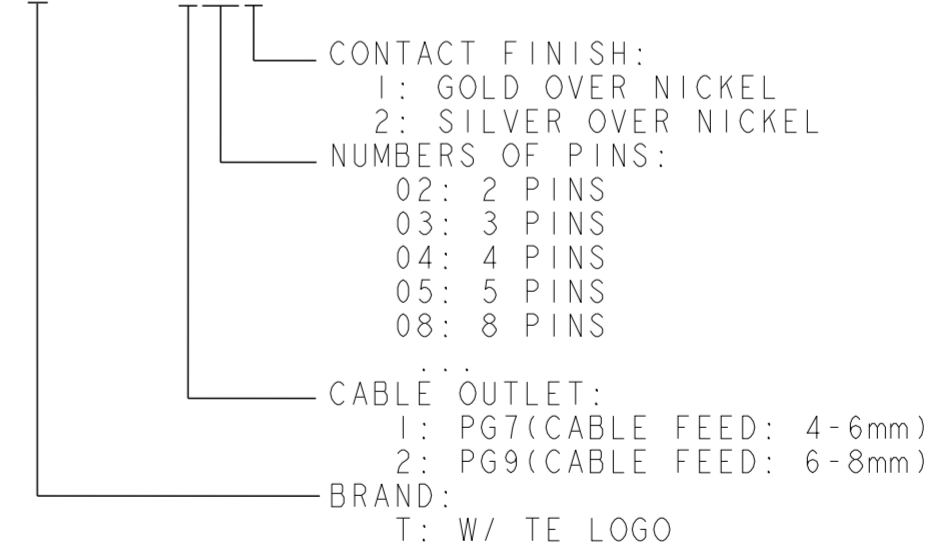 CONTACT FINISH:
1: GOLD OVER NICKEL
2: SILVER OVER NICKEL
NUMBERS OF PINS:
02: 2 PINS
03: 3 PINS
04: 4 PINS
05: 5 PINS
08: 8 PINS
...
CABLE OUTLET:
1: PG7(CABLE FEED: 4-6mm)
2: PG9(CABLE FEED: 6-8mm)
BRAND:
T: W/ TE LOGO